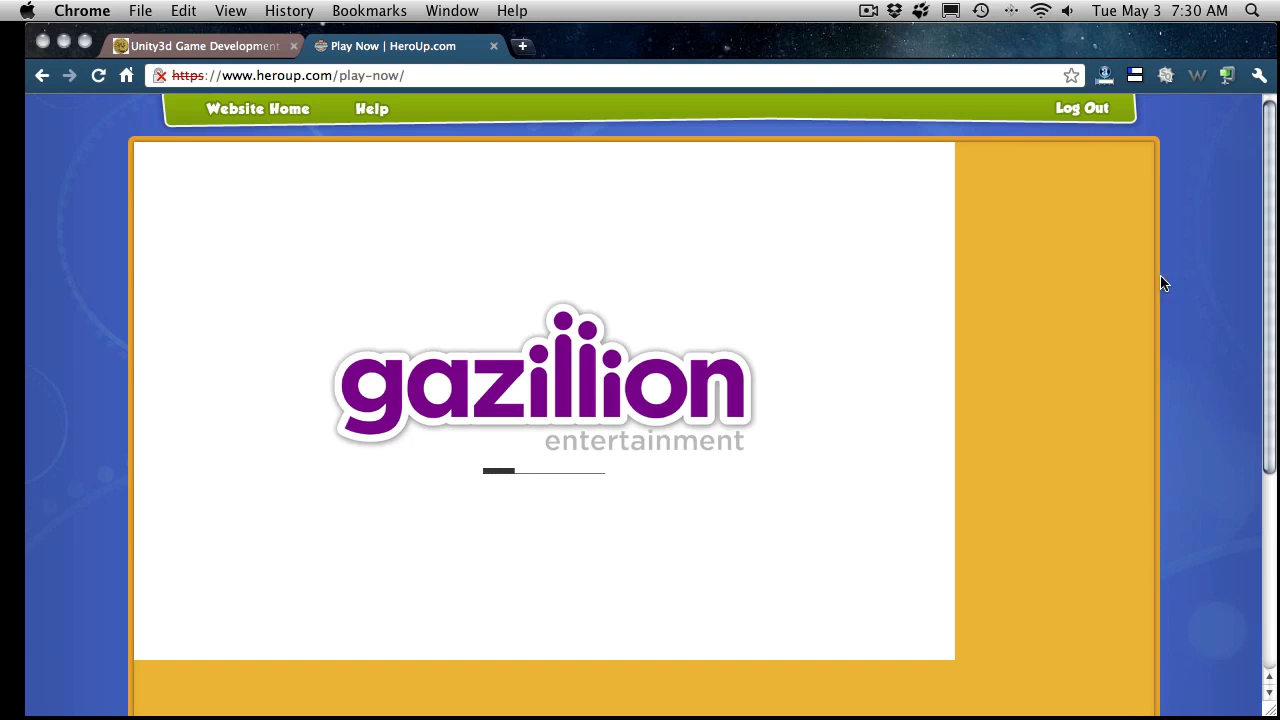 Chrome File Edit View History Bookmarks Window Help Tue May 3 7:30 AM
Unity3d Game Development Play Now | HeroUp.com
https://www.heroup.com/play-now/
Website Home Help Log Out
gazillion
entertainment